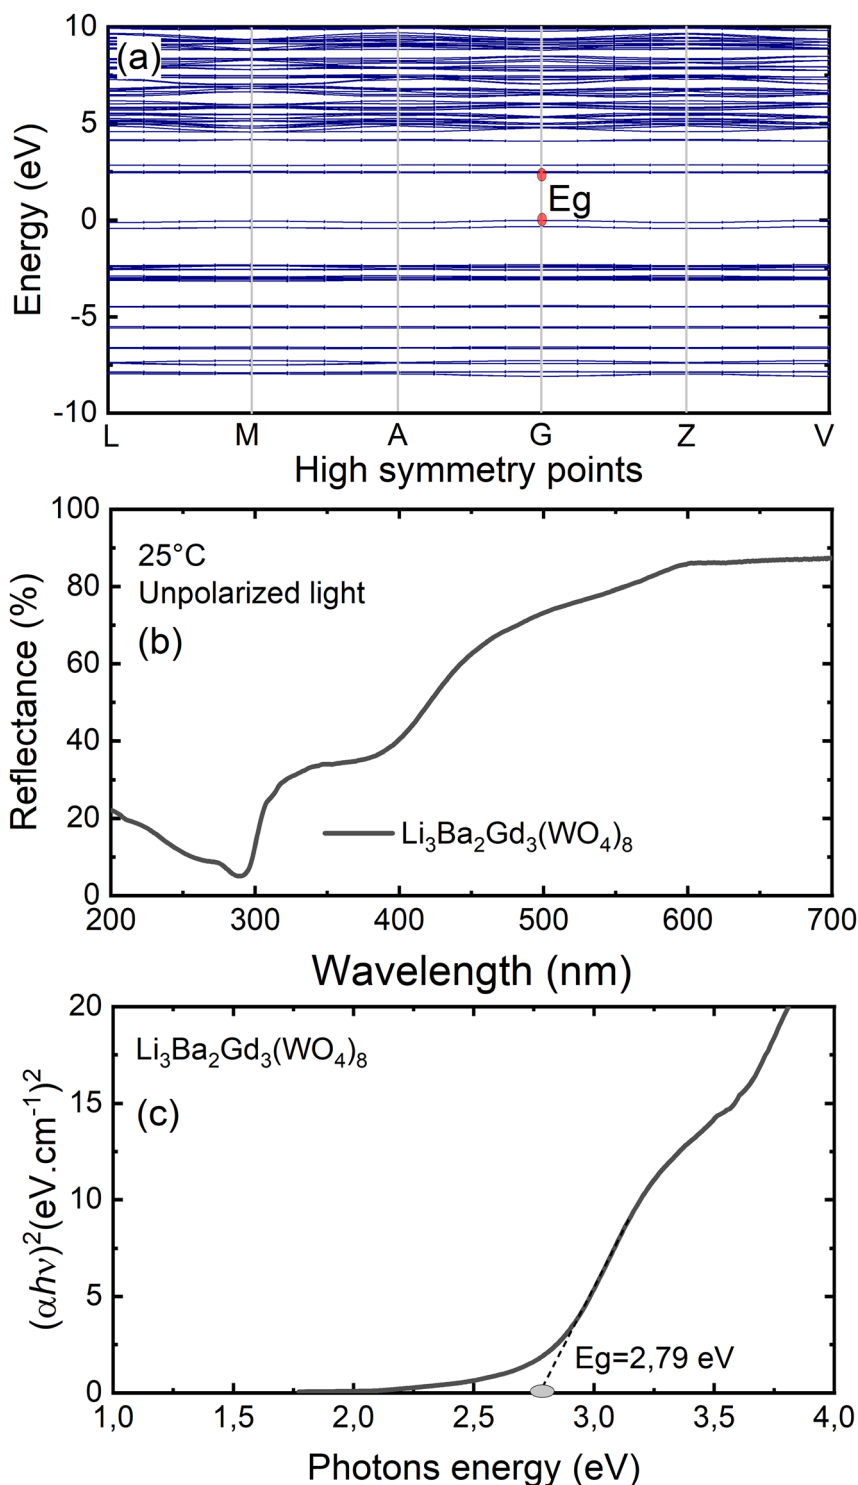 (a)
Energy (eV)
10
5
0
-5
-10
Eg
L M A G Z V
High symmetry points
Reflectance (%)
100
80
60
40
20
0
25°C
Unpolarized light
(b)
Li₃Ba₂Gd₃(WO₄)₈
200 300 400 500 600 700
Wavelength (nm)
(αhν)²(eV.cm⁻¹)²
20
15
10
5
0
Li₃Ba₂Gd₃(WO₄)₈
(c)
Eg=2,79 eV
1,0 1,5 2,0 2,5 3,0 3,5 4,0
Photons energy (eV)